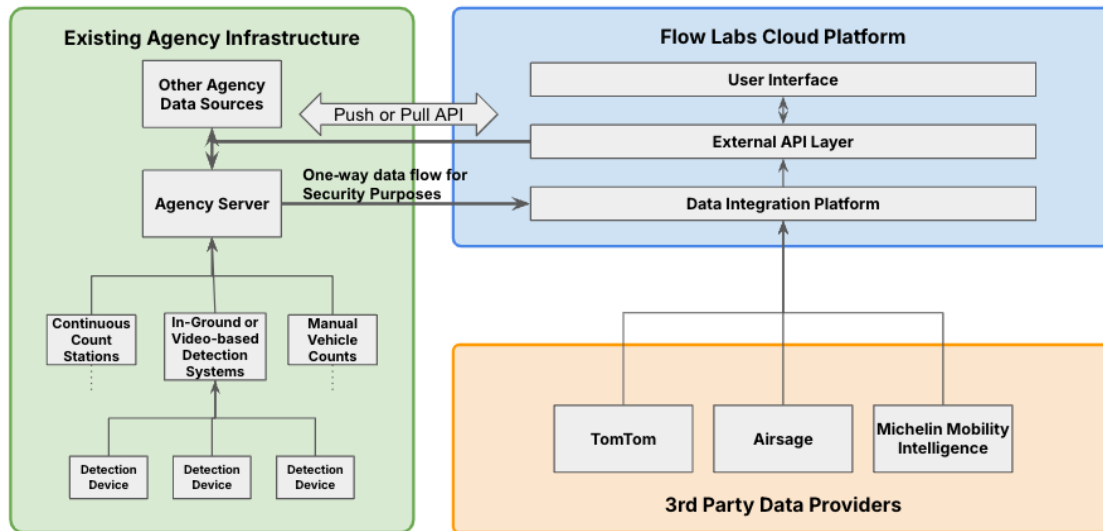 Existing Agency Infrastructure
Other Agency
Data Sources
Push or Pull API
One-way data flow for
Security Purposes
Agency Server
Continuous
Count
Stations
In-Ground or
Video-based
Detection
Systems
Manual
Vehicle
Counts
Detection
Device
Detection
Device
Detection
Device
Flow Labs Cloud Platform
User Interface
External API Layer
Data Integration Platform
TomTom
Airsage
Michelin Mobility
Intelligence
3rd Party Data Providers